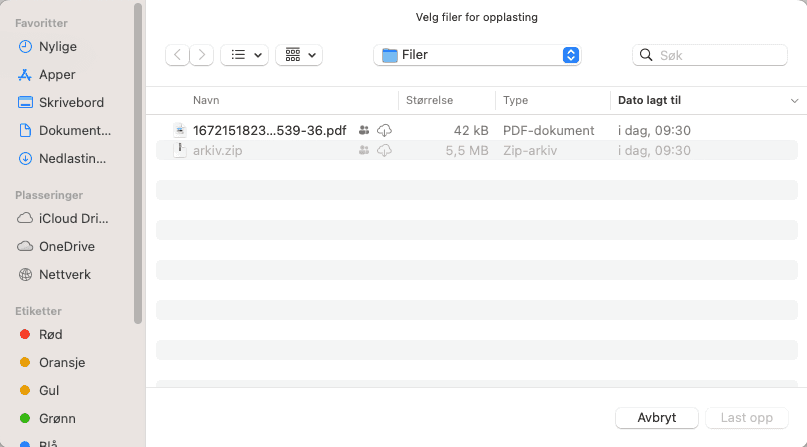 Velg filer for opplasting
Favoritter
Nylige
Apper
Skrivebord
Dokument...
Nedlastin...
Plasseringer
iCloud Dri...
OneDrive
Nettverk
Etiketter
Rød
Oransje
Gul
Grønn
Blå
Filer
Søk
Navn Størrelse Type Dato lagt til
1672151823...539-36.pdf 42 kB PDF-dokument i dag, 09:30
arkiv.zip 5,5 MB Zip-arkiv i dag, 09:30
Avbryt Last opp